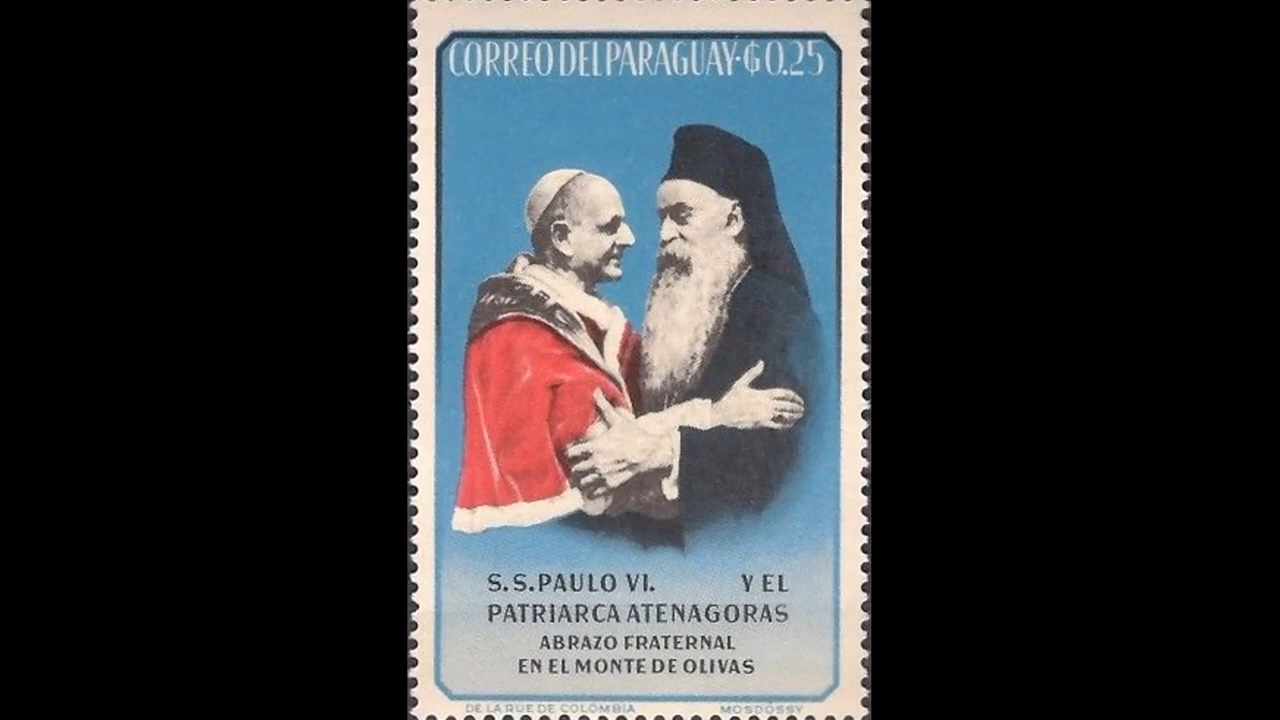 CORREO DEL PARAGUAY·₲ 0.25
S.S. PAULO VI. Y EL
PATRIARCA ATENAGORAS
ABRAZO FRATERNAL
EN EL MONTE DE OLIVAS
DE LA RUE DE COLOMBIA MOSDÓSSY